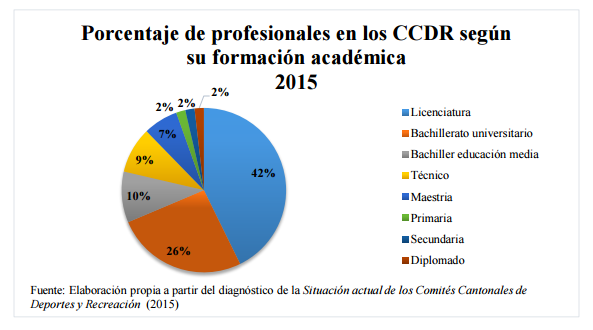 Porcentaje de profesionales en los CCDR según
su formación académica
2015
2%
2%
2%
7%
9%
10%
26%
42%
Licenciatura
Bachillerato universitario
Bachiller educación media
Técnico
Maestria
Primaria
Secundaria
Diplomado
Fuente: Elaboración propia a partir del diagnóstico de la Situación actual de los Comités Cantonales de
Deportes y Recreación (2015)